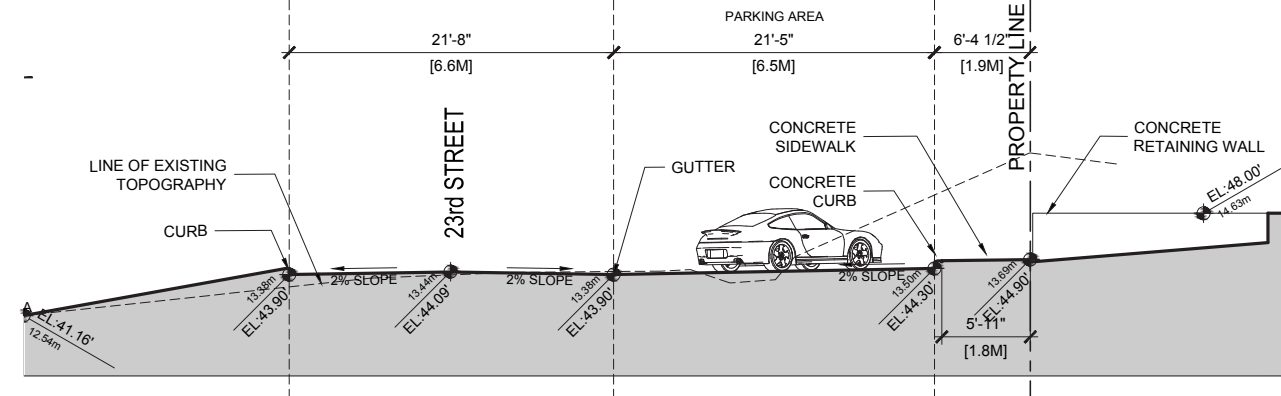 PARKING AREA
21'-8"
21'-5"
6'-4 1/2"
[6.6M]
[6.5M]
[1.9M]
PROPERTY LINE
23rd STREET
CONCRETE
SIDEWALK
CONCRETE
RETAINING WALL
LINE OF EXISTING
TOPOGRAPHY
GUTTER
CONCRETE
CURB
EL:48.00'
14.63m
CURB
2% SLOPE
2% SLOPE
2% SLOPE
A
EL:41.16'
12.54m
13.38m
EL:43.90'
13.44m
EL:44.09'
13.38m
EL:43.90'
13.50m
EL:44.30'
13.69m
EL:44.90'
5'-11"
[1.8M]